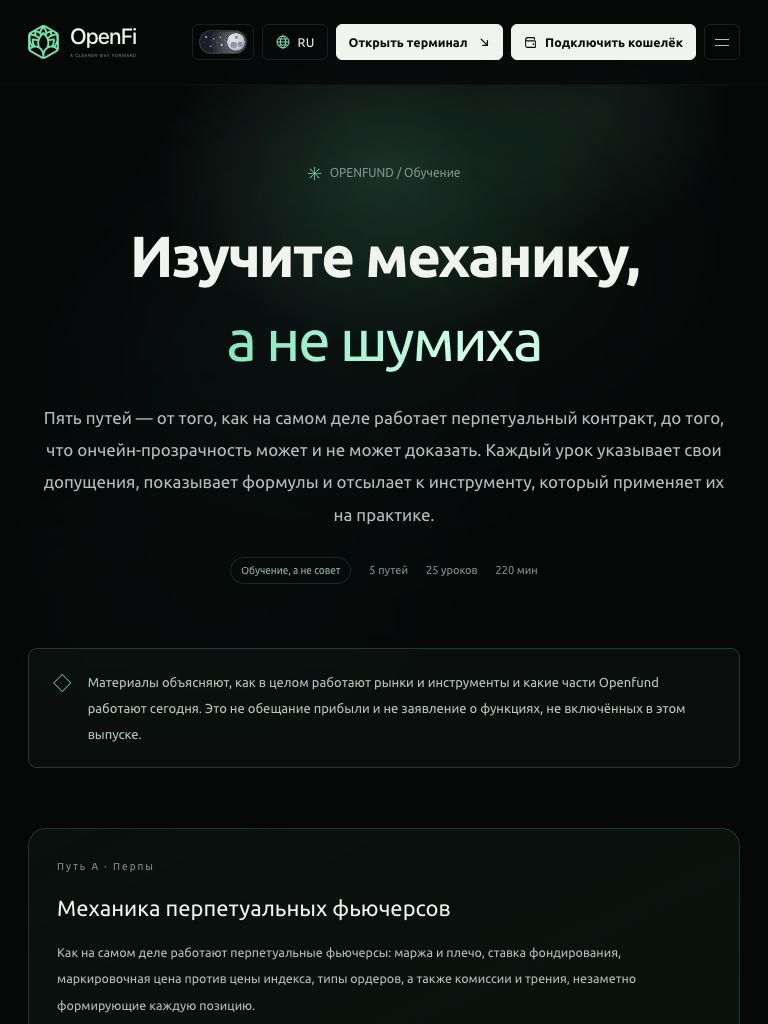 OpenFi
A CLEARER WAY FORWARD
RU
Открыть терминал
Подключить кошелёк
OPENFUND / Обучение
Изучите механику,
а не шумиха
Пять путей — от того, как на самом деле работает перпетуальный контракт, до того,
что ончейн-прозрачность может и не может доказать. Каждый урок указывает свои
допущения, показывает формулы и отсылает к инструменту, который применяет их
на практике.
Обучение, а не совет
5 путей
25 уроков
220 мин
Материалы объясняют, как в целом работают рынки и инструменты и какие части Openfund
работают сегодня. Это не обещание прибыли и не заявление о функциях, не включённых в этом
выпуске.
Путь A · Перпы
Механика перпетуальных фьючерсов
Как на самом деле работают перпетуальные фьючерсы: маржа и плечо, ставка фондирования,
маркировочная цена против цены индекса, типы ордеров, а также комиссии и трения, незаметно
формирующие каждую позицию.